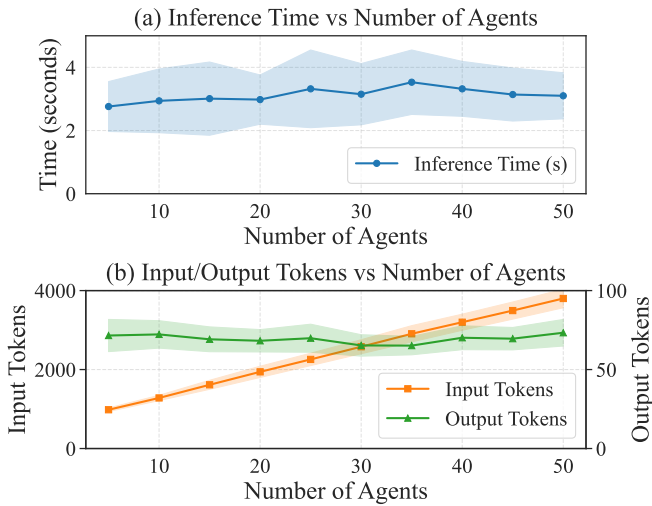 (a) Inference Time vs Number of Agents
Time (seconds)
4
2
0
Inference Time (s)
10 20 30 40 50
Number of Agents
(b) Input/Output Tokens vs Number of Agents
Input Tokens
4000
2000
0
100
50
0
Output Tokens
Input Tokens
Output Tokens
10 20 30 40 50
Number of Agents